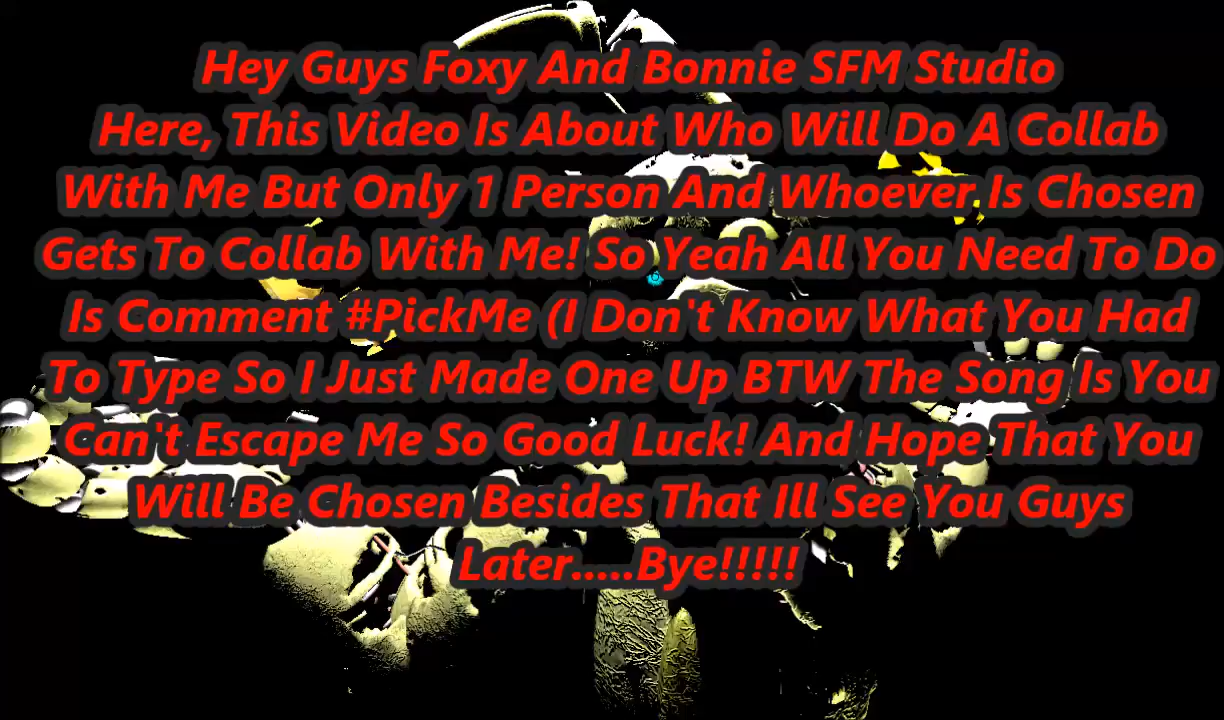 Hey Guys Foxy And Bonnie SFM Studio
Here, This Video Is About Who Will Do A Collab
With Me But Only 1 Person And Whoever Is Chosen
Gets To Collab With Me! So Yeah All You Need To Do
Is Comment #PickMe (I Don't Know What You Had
To Type So I Just Made One Up BTW The Song Is You
Can't Escape Me So Good Luck! And Hope That You
Will Be Chosen Besides That Ill See You Guys
Later.....Bye!!!!!